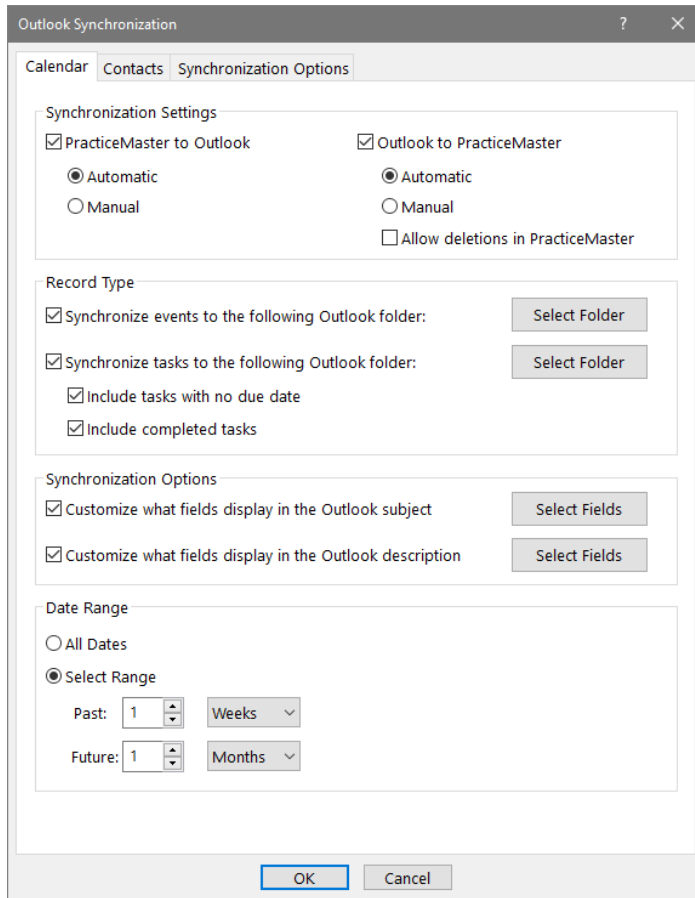 Outlook Synchronization ?
Calendar Contacts Synchronization Options
Synchronization Settings
PracticeMaster to Outlook Outlook to PracticeMaster
Automatic Automatic
Manual Manual
Allow deletions in PracticeMaster
Record Type
Synchronize events to the following Outlook folder: Select Folder
Synchronize tasks to the following Outlook folder: Select Folder
Include tasks with no due date
Include completed tasks
Synchronization Options
Customize what fields display in the Outlook subject Select Fields
Customize what fields display in the Outlook description Select Fields
Date Range
All Dates
Select Range
Past: 1 Weeks
Future: 1 Months
OK Cancel